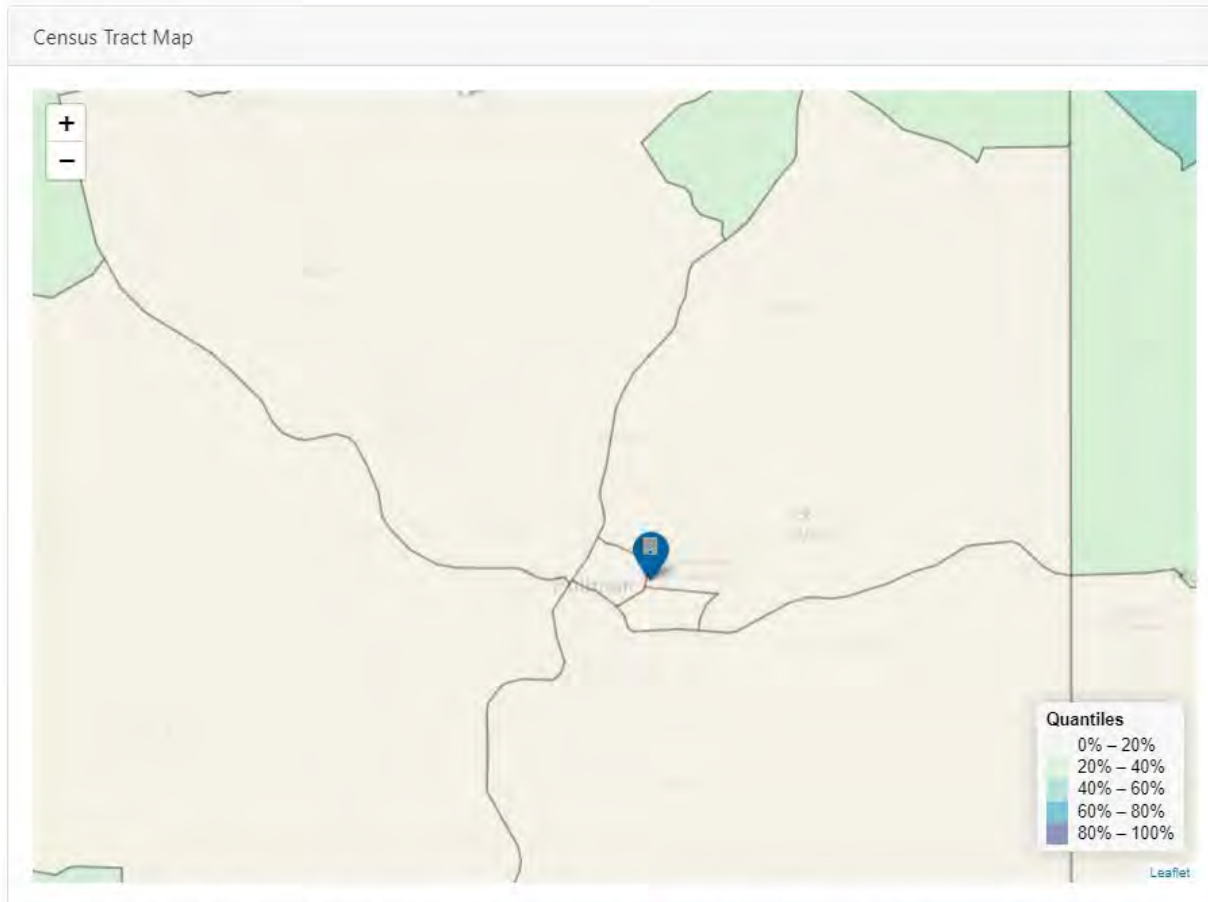 Census Tract Map
+
−
Quantiles
0% – 20%
20% – 40%
40% – 60%
60% – 80%
80% – 100%
Leaflet